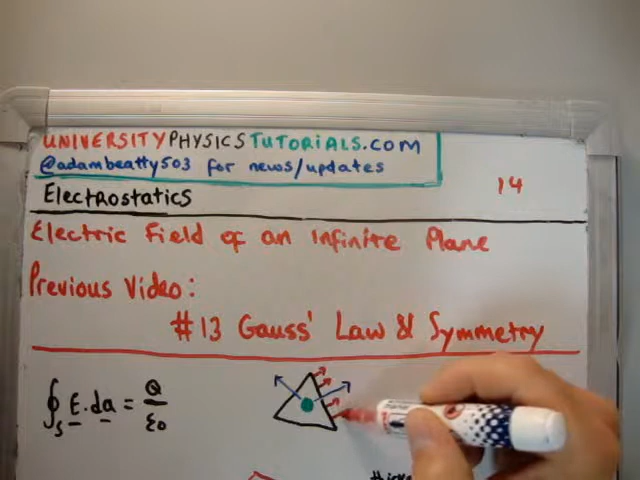 UNIVERSITYPHYSICSTUTORIALS.COM
@adambeatty503 for news/updates
14
Electrostatics
Electric Field of an Infinite Plane
Previous Video:
#13 Gauss' Law & Symmetry
∮s E.da = Q/ε0